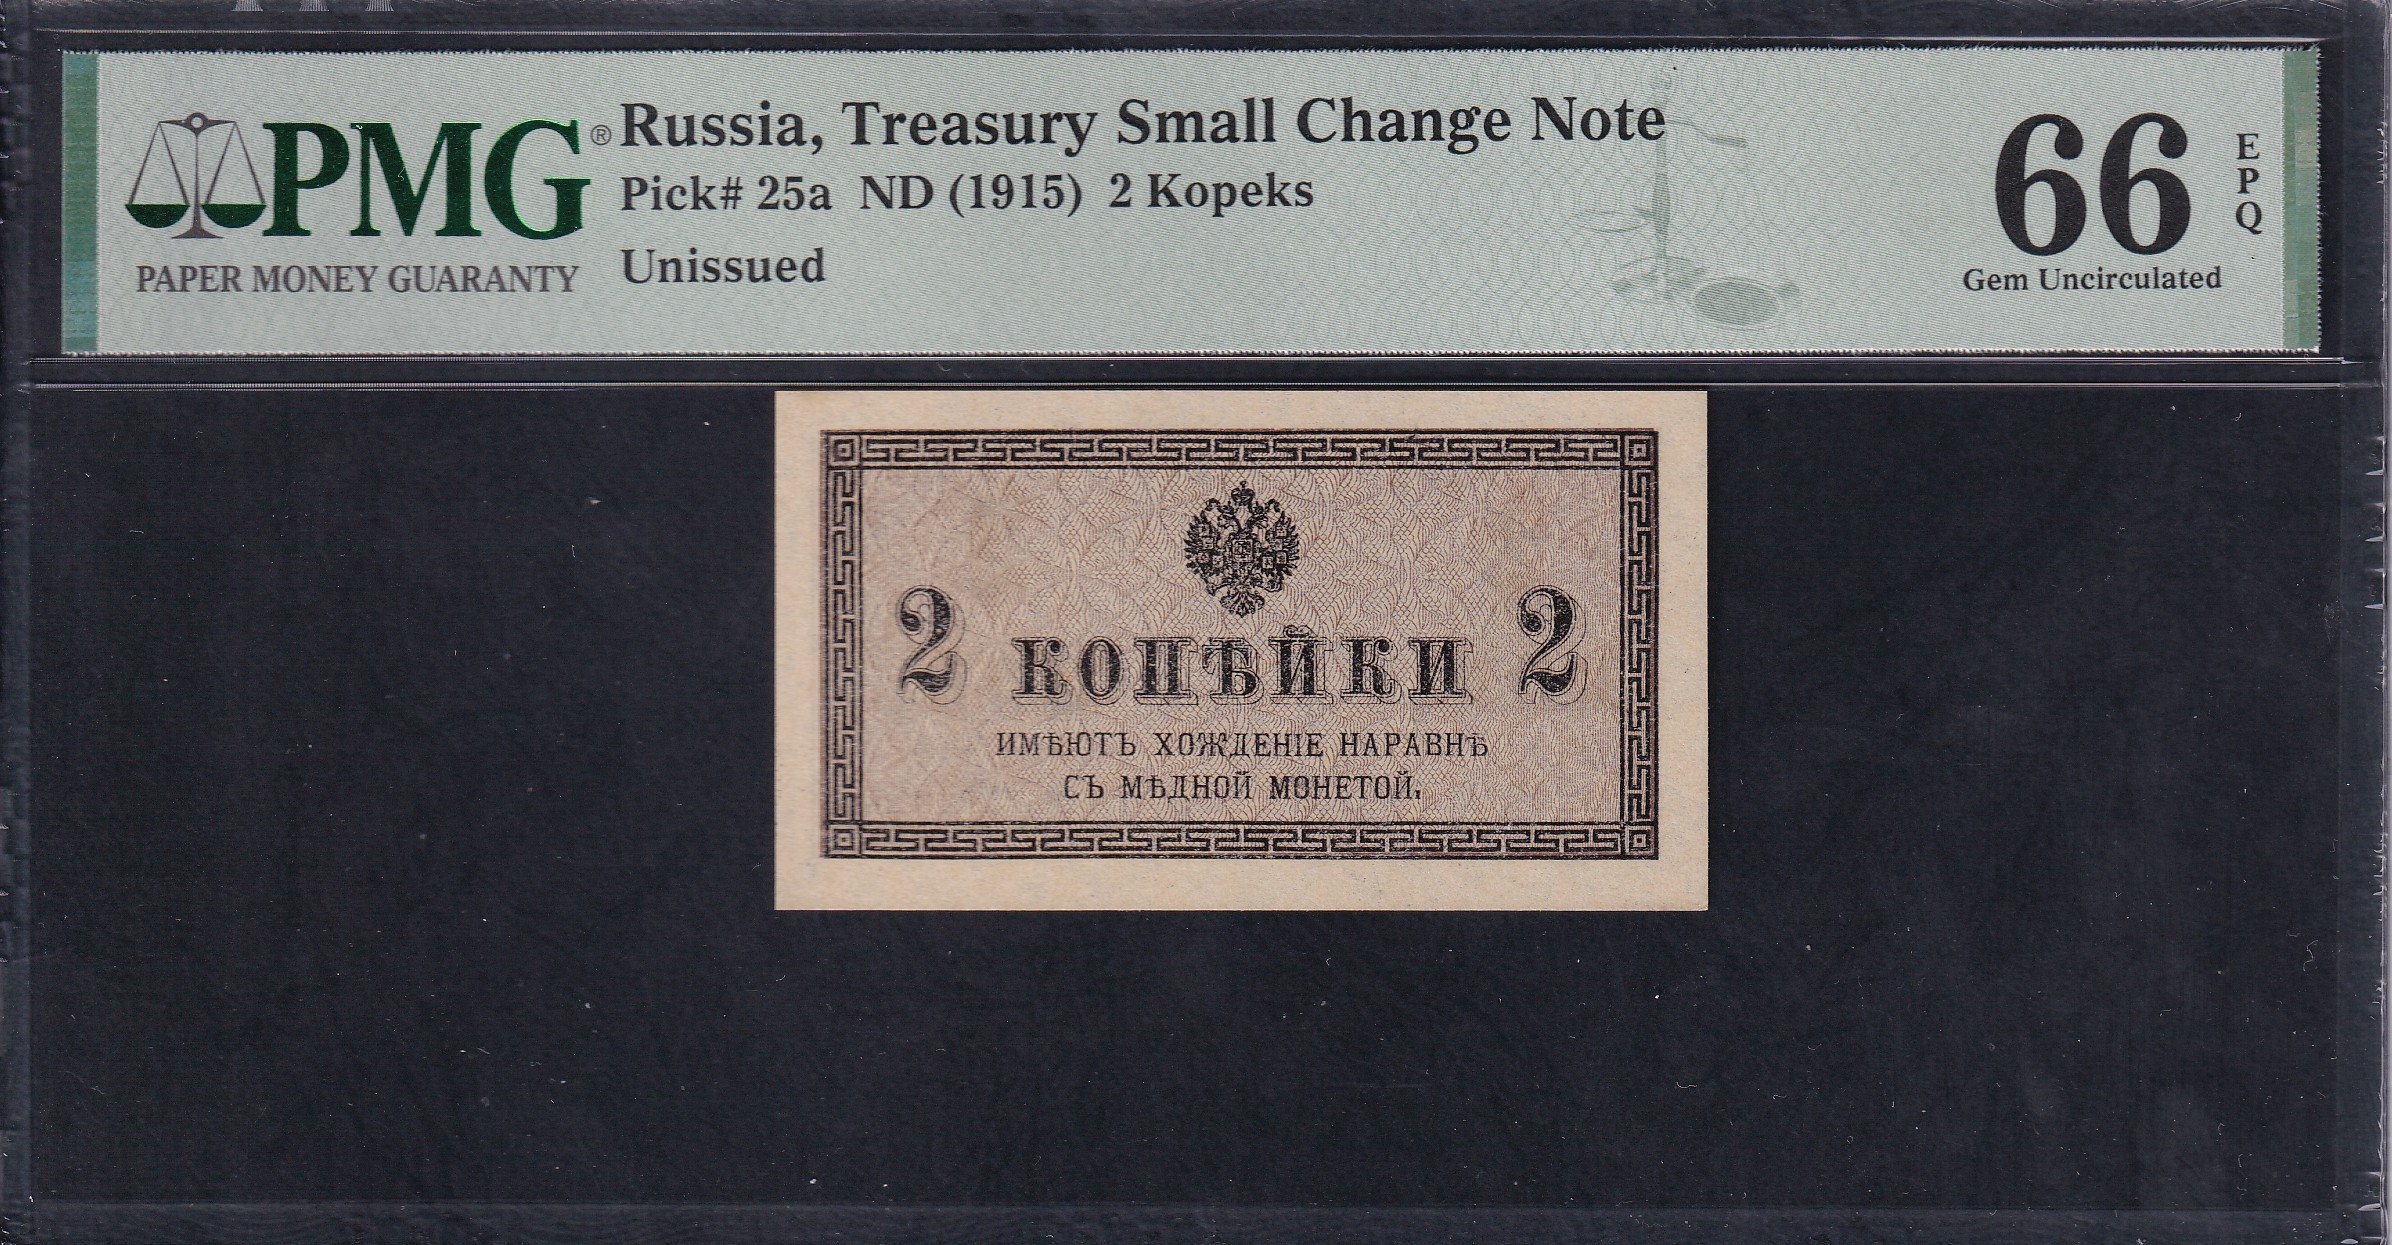 PMG®
PAPER MONEY GUARANTY
Russia, Treasury Small Change Note
Pick# 25a ND (1915) 2 Kopeks
Unissued
66
EPQ
Gem Uncirculated
2 КОПѢЙКИ 2
ИМѢЮТЪ ХОЖДЕНІЕ НАРАВНѢ
СЪ МѢДНОЙ МОНЕТОЙ.